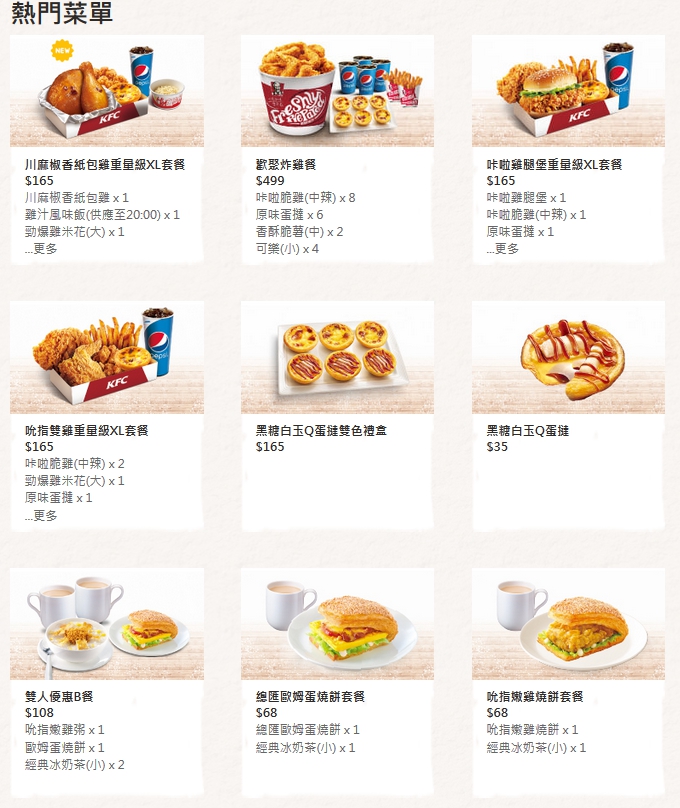 熱門菜單
NEW
KFC
川麻椒香紙包雞重量級XL套餐
$165
川麻椒香紙包雞 x 1
雞汁風味飯(供應至20:00) x 1
勁爆雞米花(大) x 1
...更多
KFC
Freshly Prepared
歡聚炸雞餐
$499
咔啦脆雞(中辣) x 8
原味蛋撻 x 6
香酥脆薯(中) x 2
可樂(小) x 4
KFC
咔啦雞腿堡重量級XL套餐
$165
咔啦雞腿堡 x 1
咔啦脆雞(中辣) x 1
原味蛋撻 x 1
...更多
pepsi
KFC
吮指雙雞重量級XL套餐
$165
咔啦脆雞(中辣) x 2
勁爆雞米花(大) x 1
原味蛋撻 x 1
...更多
黑糖白玉Q蛋撻雙色禮盒
$165
黑糖白玉Q蛋撻
$35
雙人優惠B餐
$108
吮指嫩雞粥 x 1
歐姆蛋燒餅 x 1
經典冰奶茶(小) x 2
總匯歐姆蛋燒餅套餐
$68
總匯歐姆蛋燒餅 x 1
經典冰奶茶(小) x 1
吮指嫩雞燒餅套餐
$68
吮指嫩雞燒餅 x 1
經典冰奶茶(小) x 1